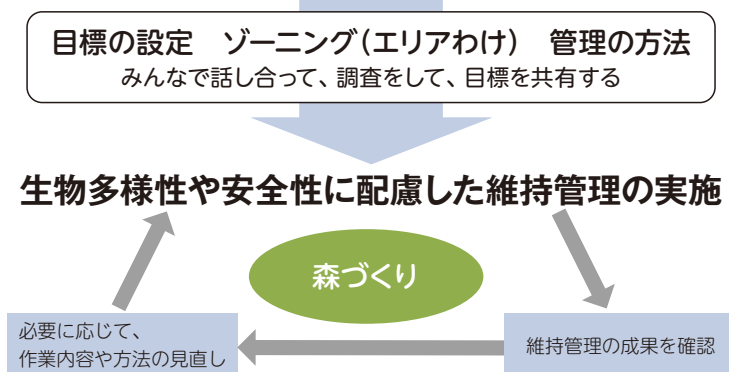 目標の設定　ゾーニング(エリアわけ)　管理の方法
みんなで話し合って、調査をして、目標を共有する
生物多様性や安全性に配慮した維持管理の実施
森づくり
必要に応じて、
作業内容や方法の見直し
維持管理の成果を確認